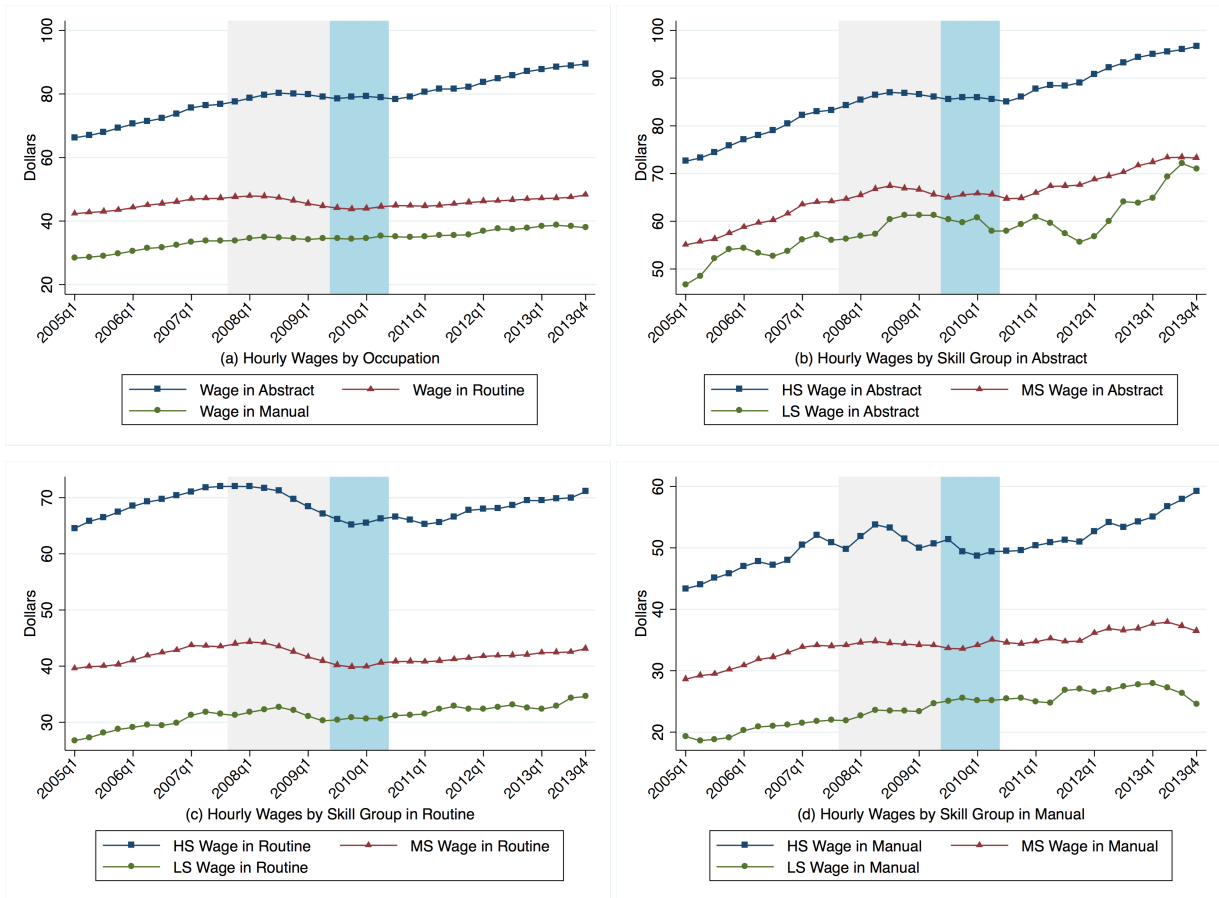 100
80
60
40
20
Dollars
2005q1
2006q1
2007q1
2008q1
2009q1
2010q1
2011q1
2012q1
2013q1
2013q4
(a) Hourly Wages by Occupation
Wage in Abstract Wage in Routine
Wage in Manual
100
90
80
70
60
50
Dollars
2005q1
2006q1
2007q1
2008q1
2009q1
2010q1
2011q1
2012q1
2013q1
2013q4
(b) Hourly Wages by Skill Group in Abstract
HS Wage in Abstract MS Wage in Abstract
LS Wage in Abstract
70
60
50
40
30
Dollars
2005q1
2006q1
2007q1
2008q1
2009q1
2010q1
2011q1
2012q1
2013q1
2013q4
(c) Hourly Wages by Skill Group in Routine
HS Wage in Routine MS Wage in Routine
LS Wage in Routine
60
50
40
30
20
Dollars
2005q1
2006q1
2007q1
2008q1
2009q1
2010q1
2011q1
2012q1
2013q1
2013q4
(d) Hourly Wages by Skill Group in Manual
HS Wage in Manual MS Wage in Manual
LS Wage in Manual